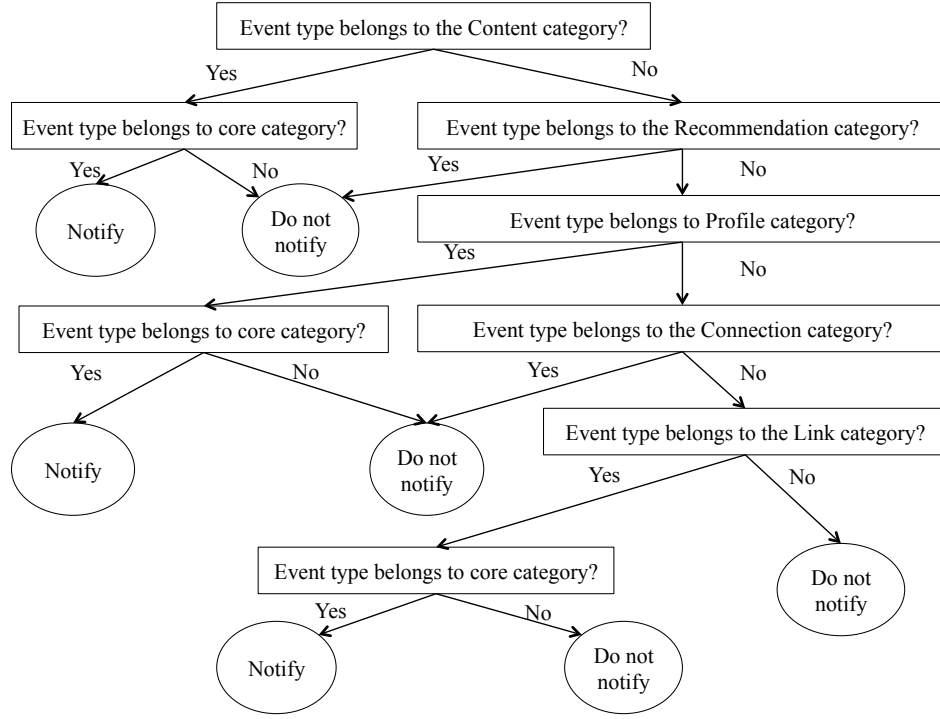 Event type belongs to the Content category?
Yes
No
Event type belongs to core category?
Event type belongs to the Recommendation category?
Yes
No
Yes
No
Notify
Do not
notify
Event type belongs to Profile category?
Yes
No
Event type belongs to core category?
Event type belongs to the Connection category?
Yes
No
Yes
No
Event type belongs to the Link category?
Notify
Do not
notify
Yes
No
Event type belongs to core category?
Do not
notify
Yes
No
Notify
Do not
notify